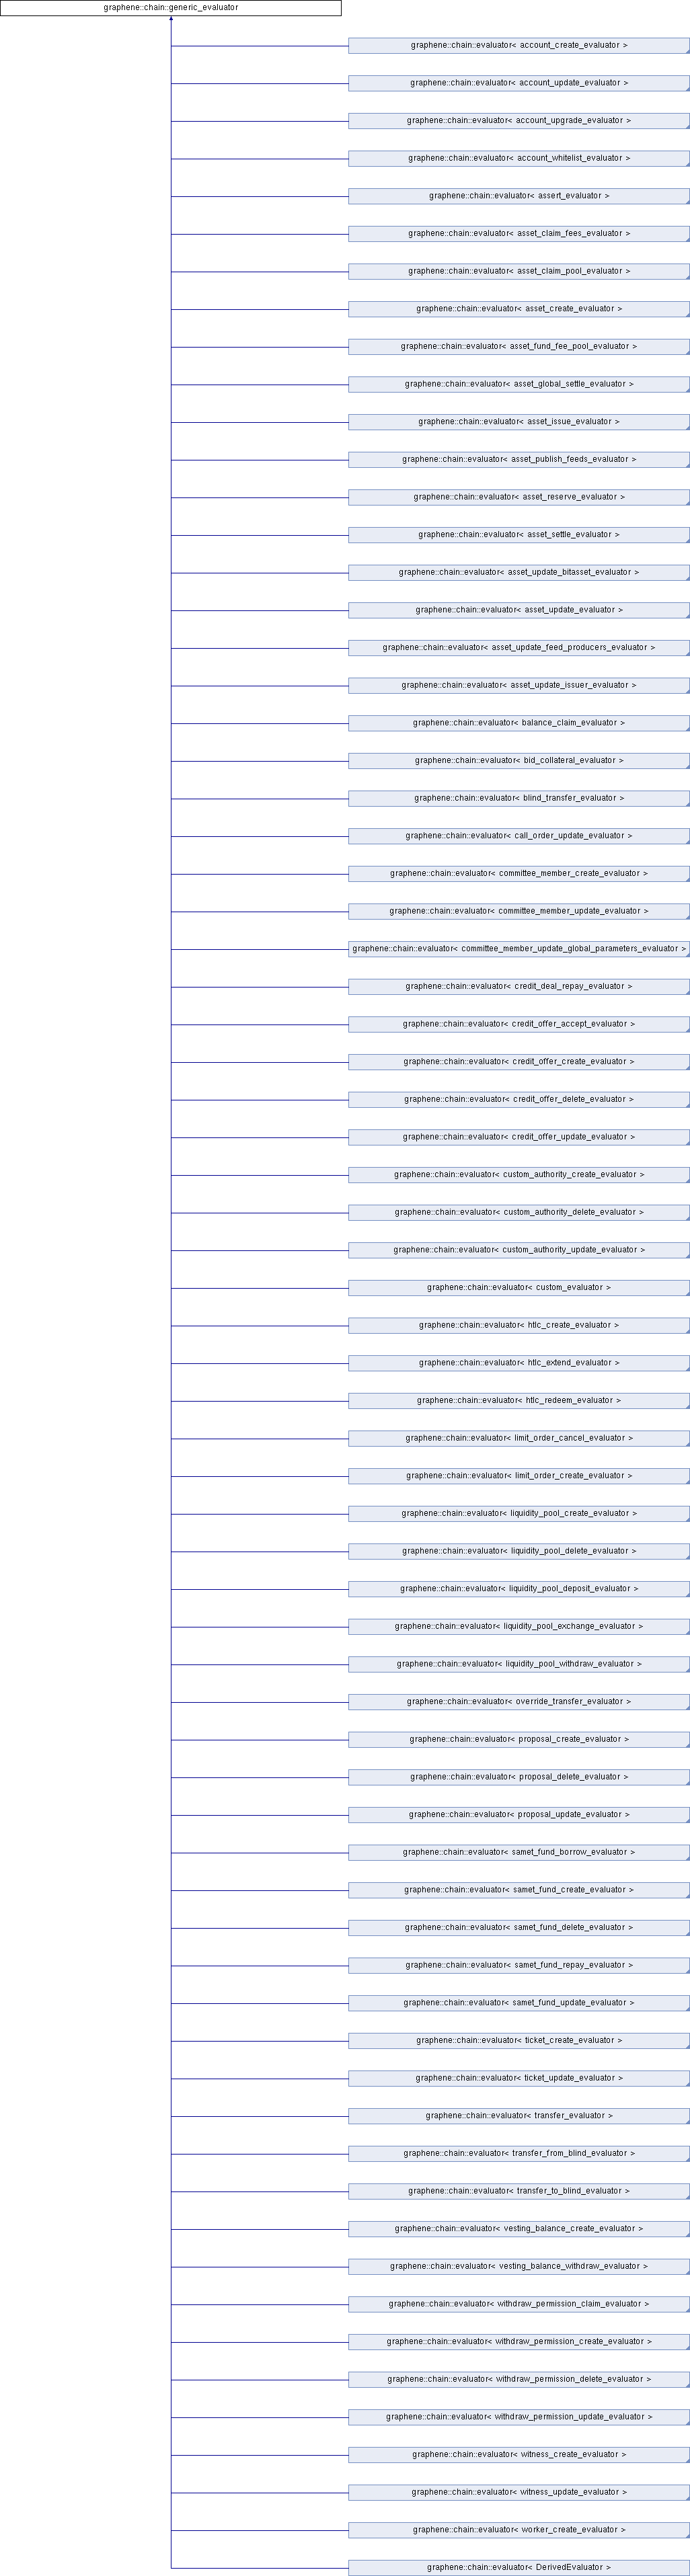 graphene::chain::generic_evaluator
graphene::chain::evaluator< account_create_evaluator >
graphene::chain::evaluator< account_update_evaluator >
graphene::chain::evaluator< account_upgrade_evaluator >
graphene::chain::evaluator< account_whitelist_evaluator >
graphene::chain::evaluator< assert_evaluator >
graphene::chain::evaluator< asset_claim_fees_evaluator >
graphene::chain::evaluator< asset_claim_pool_evaluator >
graphene::chain::evaluator< asset_create_evaluator >
graphene::chain::evaluator< asset_fund_fee_pool_evaluator >
graphene::chain::evaluator< asset_global_settle_evaluator >
graphene::chain::evaluator< asset_issue_evaluator >
graphene::chain::evaluator< asset_publish_feeds_evaluator >
graphene::chain::evaluator< asset_reserve_evaluator >
graphene::chain::evaluator< asset_settle_evaluator >
graphene::chain::evaluator< asset_update_bitasset_evaluator >
graphene::chain::evaluator< asset_update_evaluator >
graphene::chain::evaluator< asset_update_feed_producers_evaluator >
graphene::chain::evaluator< asset_update_issuer_evaluator >
graphene::chain::evaluator< balance_claim_evaluator >
graphene::chain::evaluator< bid_collateral_evaluator >
graphene::chain::evaluator< blind_transfer_evaluator >
graphene::chain::evaluator< call_order_update_evaluator >
graphene::chain::evaluator< committee_member_create_evaluator >
graphene::chain::evaluator< committee_member_update_evaluator >
graphene::chain::evaluator< committee_member_update_global_parameters_evaluator >
graphene::chain::evaluator< credit_deal_repay_evaluator >
graphene::chain::evaluator< credit_offer_accept_evaluator >
graphene::chain::evaluator< credit_offer_create_evaluator >
graphene::chain::evaluator< credit_offer_delete_evaluator >
graphene::chain::evaluator< credit_offer_update_evaluator >
graphene::chain::evaluator< custom_authority_create_evaluator >
graphene::chain::evaluator< custom_authority_delete_evaluator >
graphene::chain::evaluator< custom_authority_update_evaluator >
graphene::chain::evaluator< custom_evaluator >
graphene::chain::evaluator< htlc_create_evaluator >
graphene::chain::evaluator< htlc_extend_evaluator >
graphene::chain::evaluator< htlc_redeem_evaluator >
graphene::chain::evaluator< limit_order_cancel_evaluator >
graphene::chain::evaluator< limit_order_create_evaluator >
graphene::chain::evaluator< liquidity_pool_create_evaluator >
graphene::chain::evaluator< liquidity_pool_delete_evaluator >
graphene::chain::evaluator< liquidity_pool_deposit_evaluator >
graphene::chain::evaluator< liquidity_pool_exchange_evaluator >
graphene::chain::evaluator< liquidity_pool_withdraw_evaluator >
graphene::chain::evaluator< override_transfer_evaluator >
graphene::chain::evaluator< proposal_create_evaluator >
graphene::chain::evaluator< proposal_delete_evaluator >
graphene::chain::evaluator< proposal_update_evaluator >
graphene::chain::evaluator< samet_fund_borrow_evaluator >
graphene::chain::evaluator< samet_fund_create_evaluator >
graphene::chain::evaluator< samet_fund_delete_evaluator >
graphene::chain::evaluator< samet_fund_repay_evaluator >
graphene::chain::evaluator< samet_fund_update_evaluator >
graphene::chain::evaluator< ticket_create_evaluator >
graphene::chain::evaluator< ticket_update_evaluator >
graphene::chain::evaluator< transfer_evaluator >
graphene::chain::evaluator< transfer_from_blind_evaluator >
graphene::chain::evaluator< transfer_to_blind_evaluator >
graphene::chain::evaluator< vesting_balance_create_evaluator >
graphene::chain::evaluator< vesting_balance_withdraw_evaluator >
graphene::chain::evaluator< withdraw_permission_claim_evaluator >
graphene::chain::evaluator< withdraw_permission_create_evaluator >
graphene::chain::evaluator< withdraw_permission_delete_evaluator >
graphene::chain::evaluator< withdraw_permission_update_evaluator >
graphene::chain::evaluator< witness_create_evaluator >
graphene::chain::evaluator< witness_update_evaluator >
graphene::chain::evaluator< worker_create_evaluator >
graphene::chain::evaluator< DerivedEvaluator >